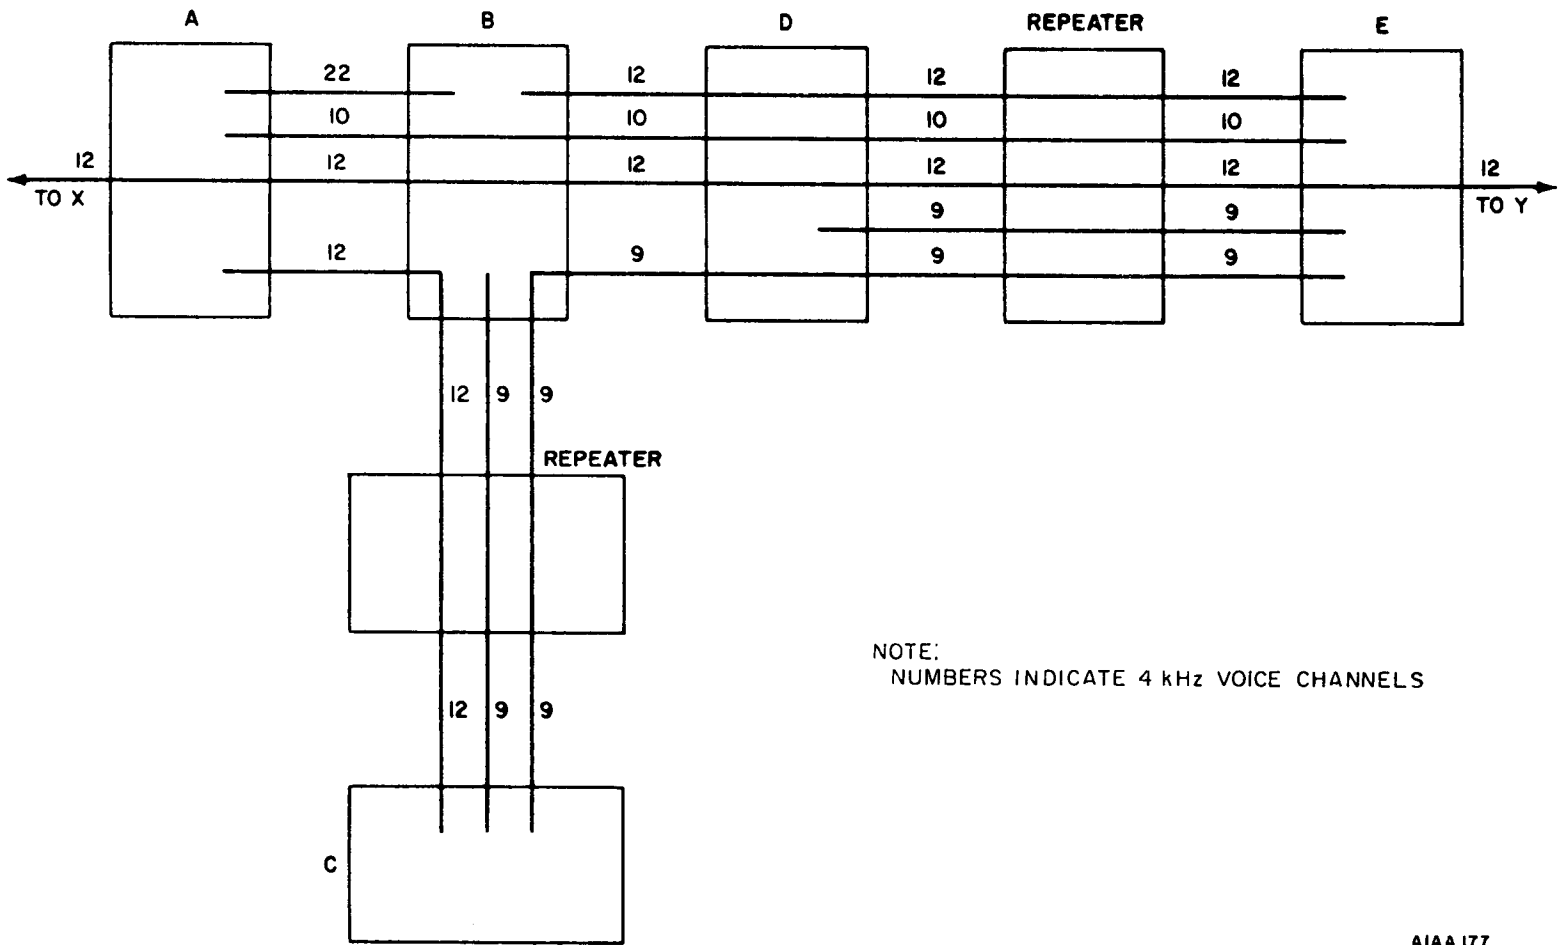 A B D REPEATER E
22 12 12 12
10 10 10 10
12 12 12 12 12 12
TO X TO Y
9 9
12 9 9 9
12 9 9
REPEATER
NOTE:
NUMBERS INDICATE 4 kHz VOICE CHANNELS
12 9 9
C
A1AA177